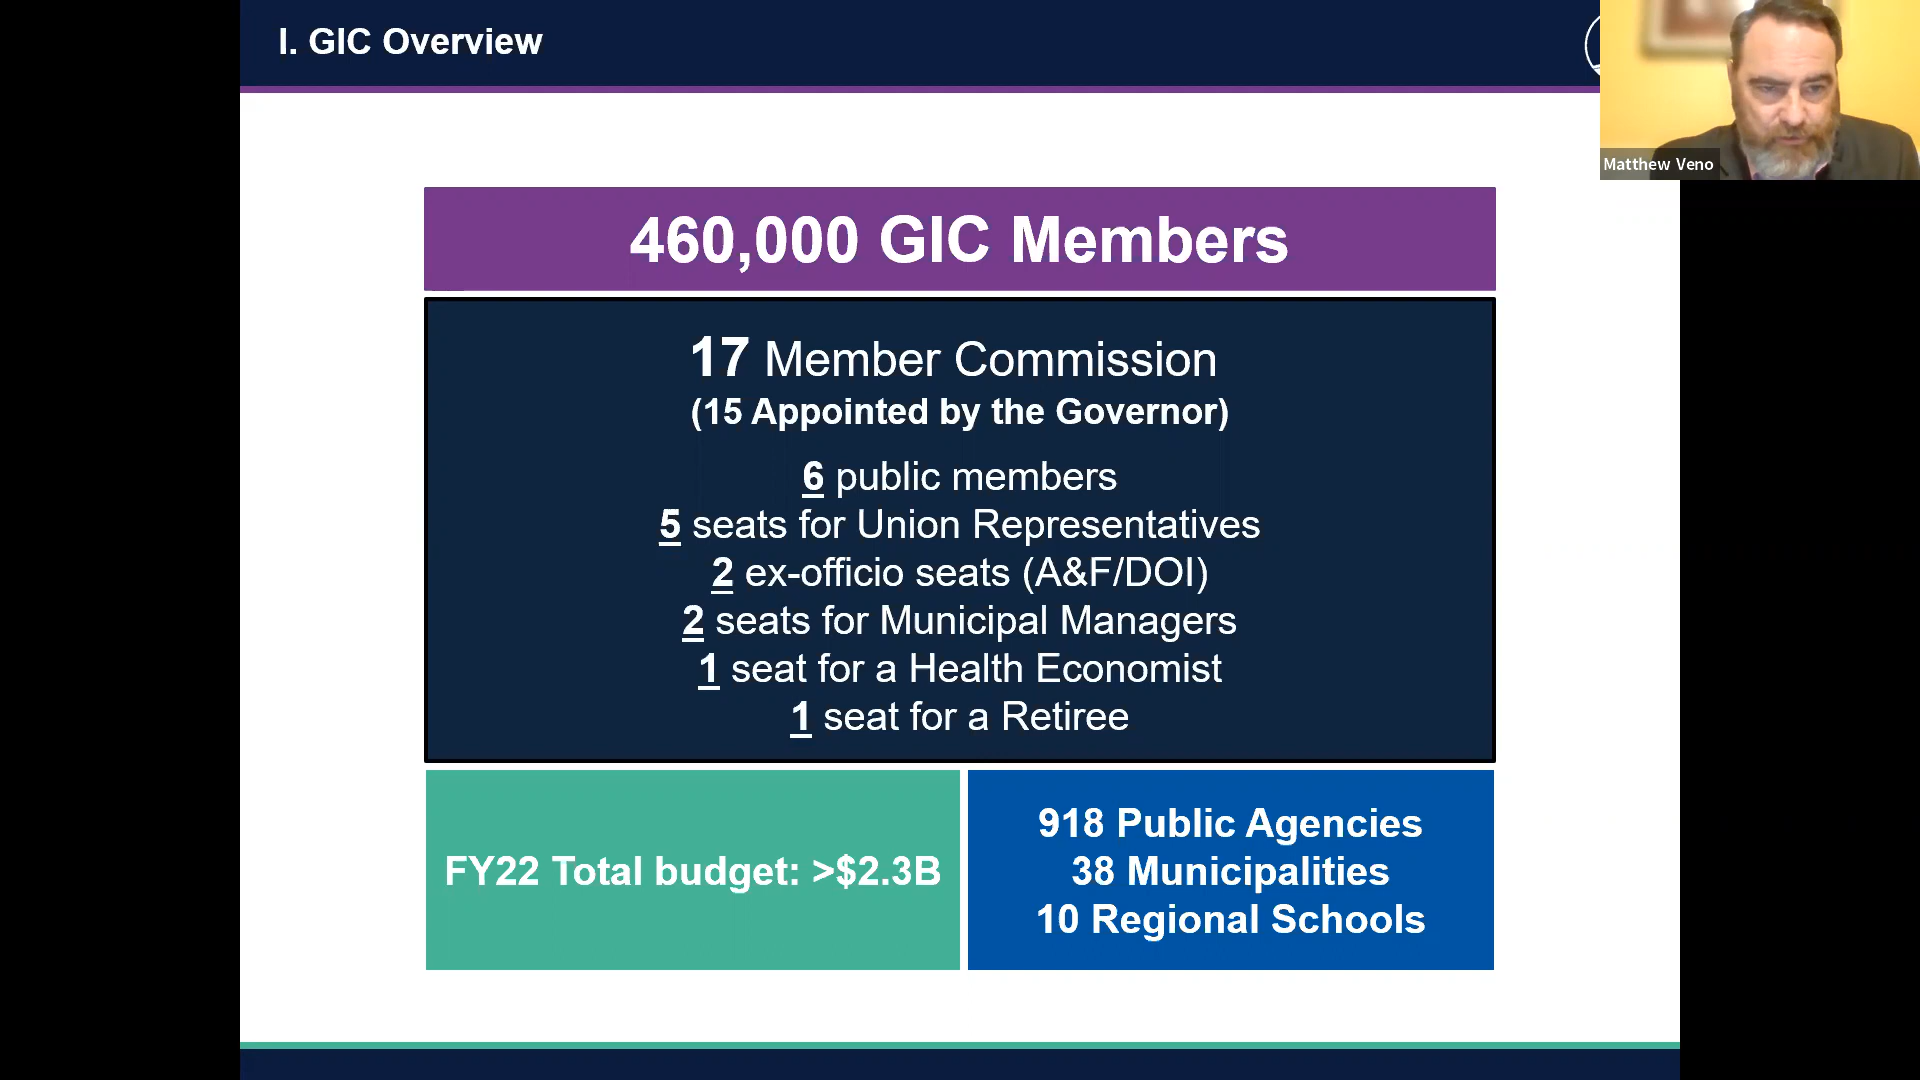 I. GIC Overview
Matthew Veno
460,000 GIC Members
17 Member Commission
(15 Appointed by the Governor)
6 public members
5 seats for Union Representatives
2 ex-officio seats (A&F/DOI)
2 seats for Municipal Managers
1 seat for a Health Economist
1 seat for a Retiree
FY22 Total budget: >$2.3B
918 Public Agencies
38 Municipalities
10 Regional Schools